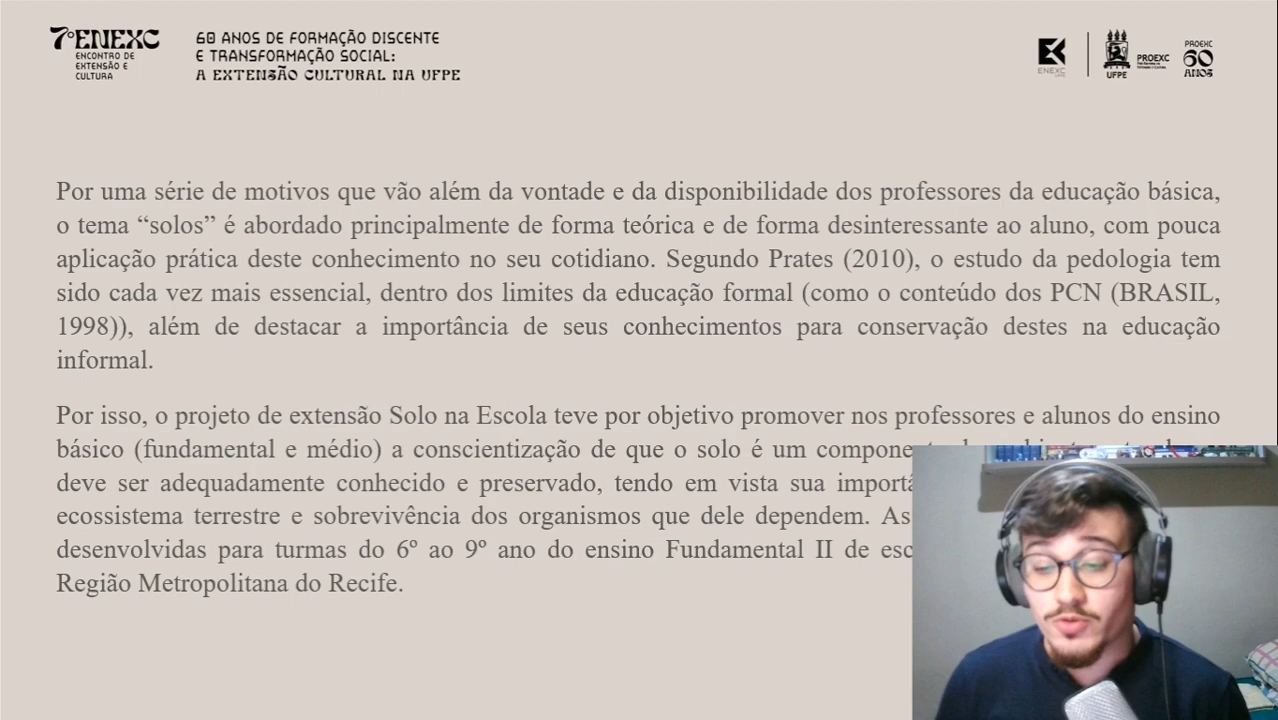 7ºENEXC
ENCONTRO DE
EXTENSÃO E
CULTURA
60 ANOS DE FORMAÇÃO DISCENTE
E TRANSFORMAÇÃO SOCIAL:
A EXTENSÃO CULTURAL NA UFPE
ENEXC
UFPE
PROEXC
PROEXC
60
ANOS
Por uma série de motivos que vão além da vontade e da disponibilidade dos professores da educação básica,
o tema “solos” é abordado principalmente de forma teórica e de forma desinteressante ao aluno, com pouca
aplicação prática deste conhecimento no seu cotidiano. Segundo Prates (2010), o estudo da pedologia tem
sido cada vez mais essencial, dentro dos limites da educação formal (como o conteúdo dos PCN (BRASIL,
1998)), além de destacar a importância de seus conhecimentos para conservação destes na educação
informal.
Por isso, o projeto de extensão Solo na Escola teve por objetivo promover nos professores e alunos do ensino
básico (fundamental e médio) a conscientização de que o solo é um compone
deve ser adequadamente conhecido e preservado, tendo em vista sua importâ
ecossistema terrestre e sobrevivência dos organismos que dele dependem. As
desenvolvidas para turmas do 6º ao 9º ano do ensino Fundamental II de esc
Região Metropolitana do Recife.